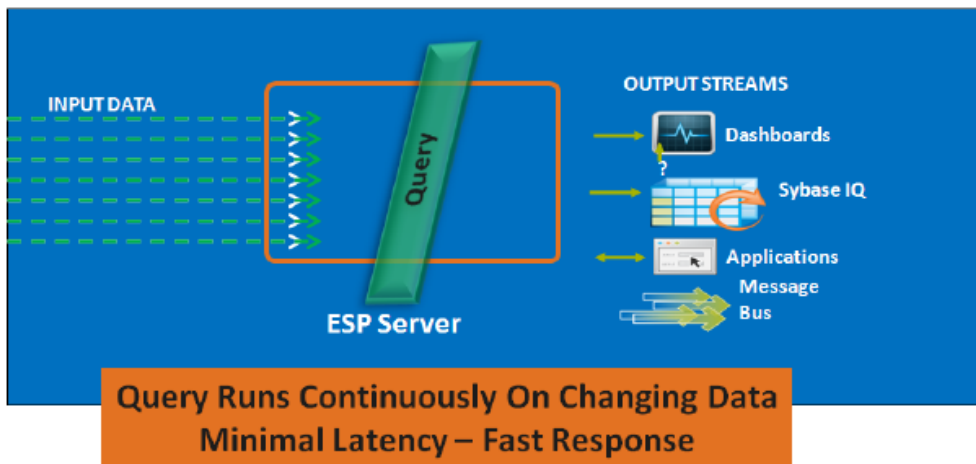 INPUT DATA
Query
ESP Server
OUTPUT STREAMS
Dashboards
?
Sybase IQ
Applications
Message
Bus
Query Runs Continuously On Changing Data
Minimal Latency – Fast Response